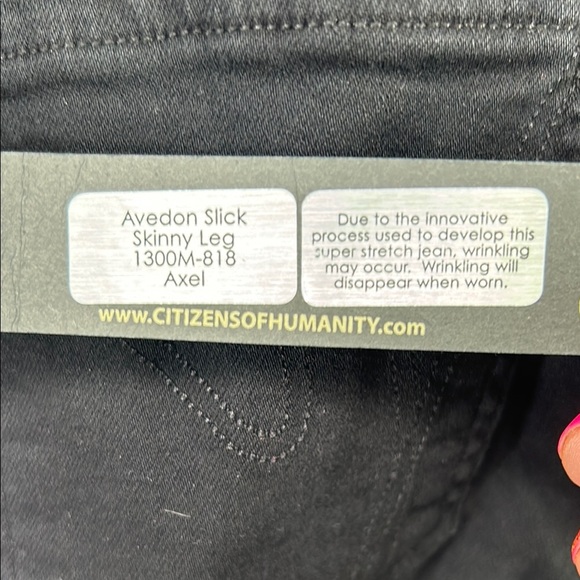 Avedon Slick
Skinny Leg
1300M-818
Axel
Due to the innovative
process used to develop this
super stretch jean, wrinkling
may occur. Wrinkling will
disappear when worn.
www.CITIZENSOFHUMANITY.com